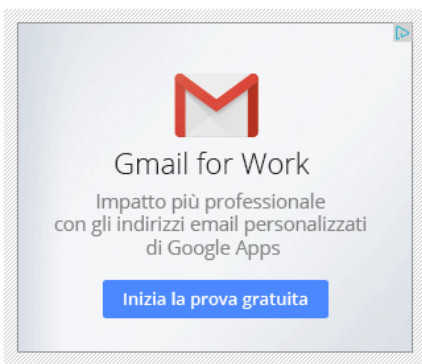 Gmail for Work
Impatto più professionale
con gli indirizzi email personalizzati
di Google Apps
Inizia la prova gratuita